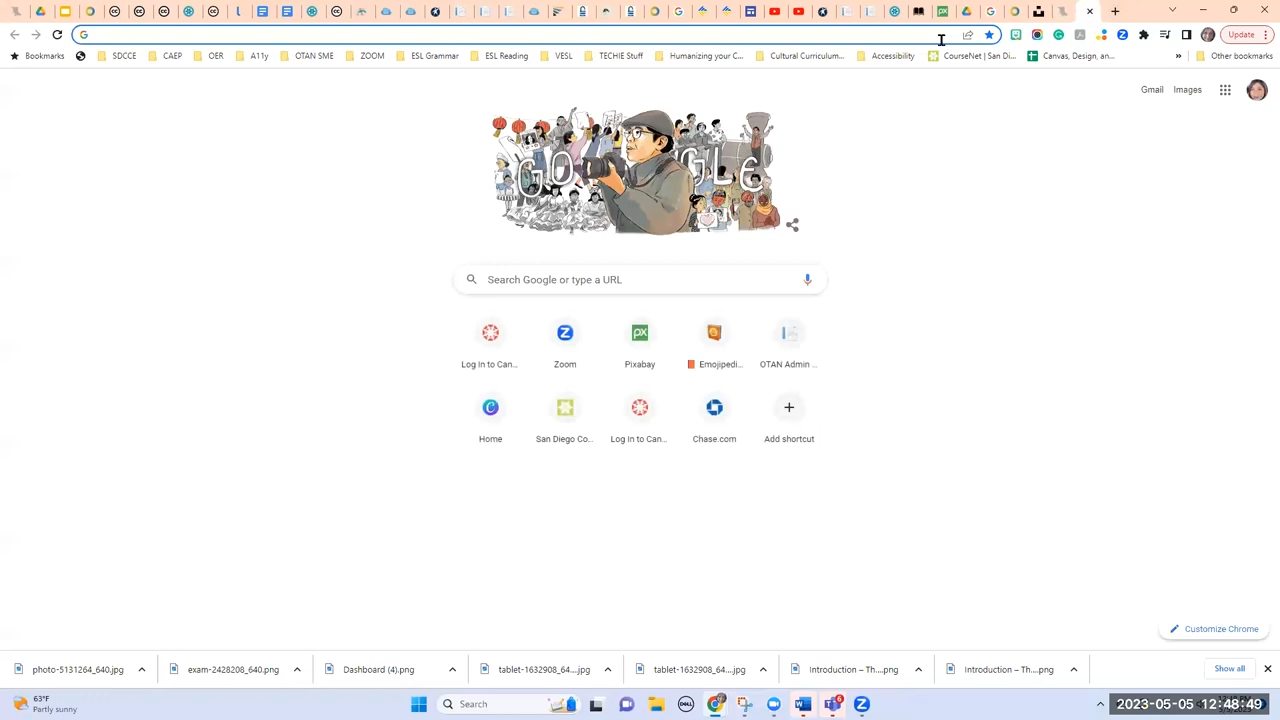 Update
Bookmarks SDCCE CAEP OER A11y OTAN SME ZOOM ESL Grammar ESL Reading VESL TECHIE Stuff Humanizing your C... Cultural Curriculum... Accessibility CourseNet | San Di... Canvas, Design, an... » Other bookmarks
Gmail Images
GOOGLE
Search Google or type a URL
Log In to Can... Zoom Pixabay Emojipedi... OTAN Admin ...
Home San Diego Co... Log In to Can... Chase.com Add shortcut
Customize Chrome
photo-5131264_640.jpg exam-2428208_640.png Dashboard (4).png tablet-1632908_64....jpg tablet-1632908_64....jpg Introduction – Th....png Introduction – Th....png Show all
63°F
Partly sunny
Search
2023-05-05 12:48:49